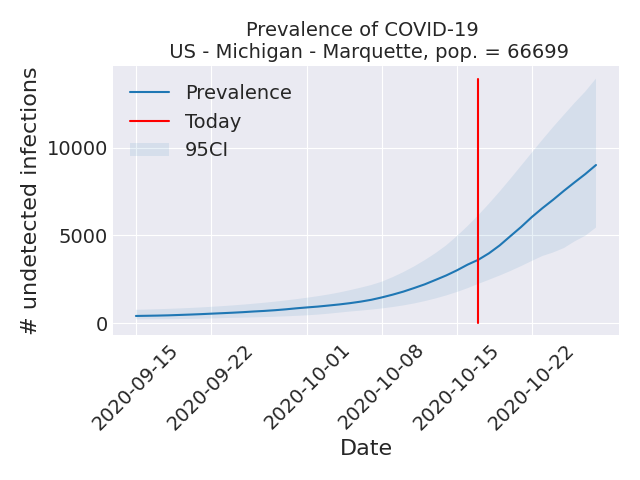 Prevalence of COVID-19
US - Michigan - Marquette, pop. = 66699
Prevalence
Today
95CI
# undetected infections
10000
5000
0
2020-09-15
2020-09-22
2020-10-01
2020-10-08
2020-10-15
2020-10-22
Date